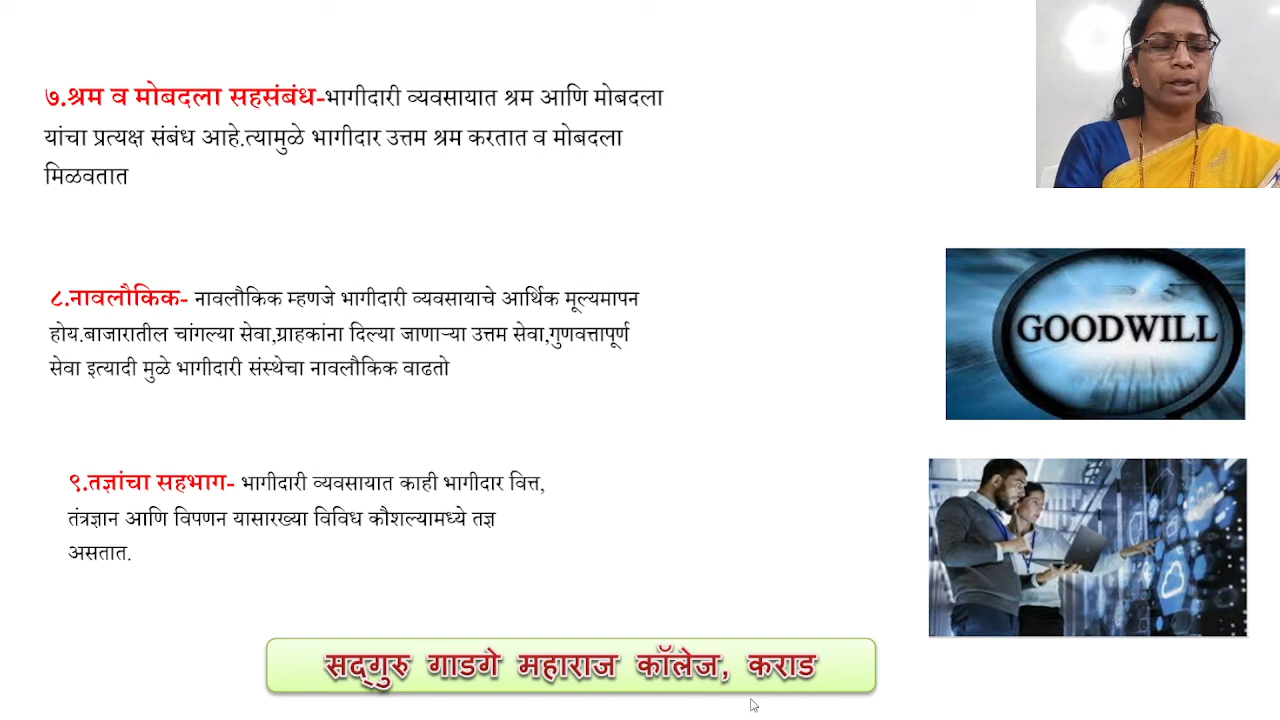 ७.श्रम व मोबदला सहसंबंध-भागीदारी व्यवसायात श्रम आणि मोबदला
यांचा प्रत्यक्ष संबंध आहे.त्यामुळे भागीदार उत्तम श्रम करतात व मोबदला
मिळवतात
८.नावलौकिक- नावलौकिक म्हणजे भागीदारी व्यवसायाचे आर्थिक मूल्यमापन
होय.बाजारातील चांगल्या सेवा,ग्राहकांना दिल्या जाणाऱ्या उत्तम सेवा,गुणवत्तापूर्ण
सेवा इत्यादी मुळे भागीदारी संस्थेचा नावलौकिक वाढतो
GOODWILL
९.तज्ञांचा सहभाग- भागीदारी व्यवसायात काही भागीदार वित्त,
तंत्रज्ञान आणि विपणन यासारख्या विविध कौशल्यामध्ये तज्ञ
असतात.
सद्गुरु गाडगे महाराज कॉलेज, कराड